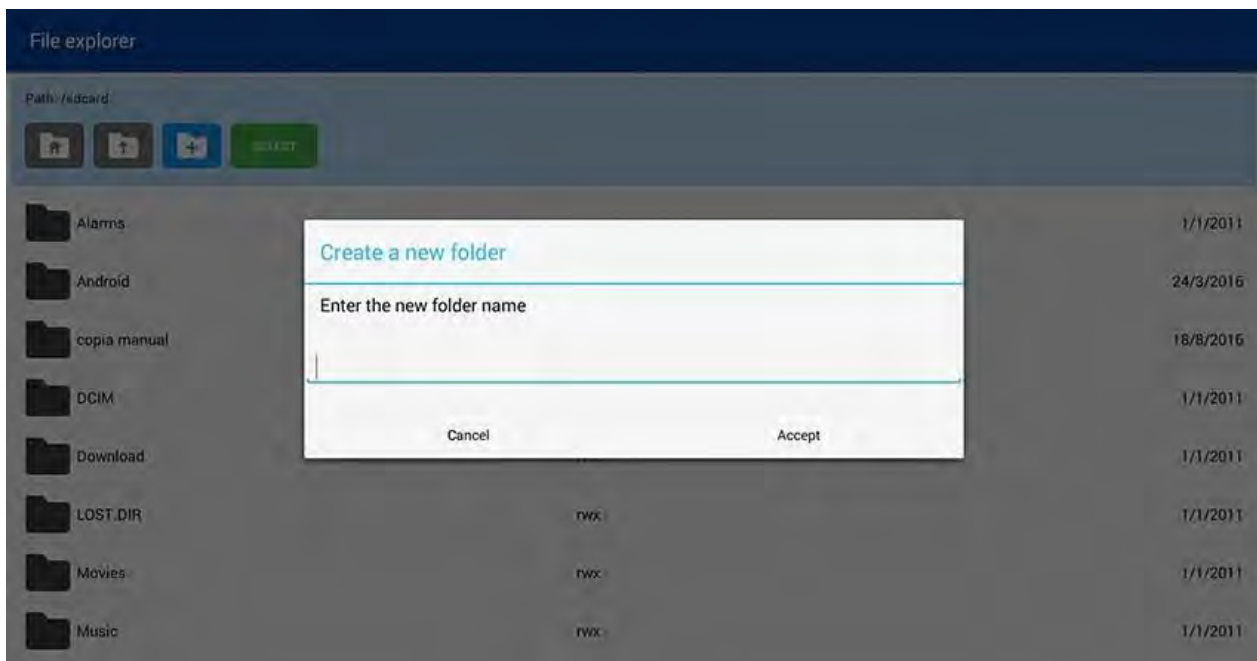 File explorer
Path: /sdcard
SELECT
Alarms 1/1/2011
Create a new folder
Android 24/3/2016
Enter the new folder name
copia manual 18/8/2016
DCIM 1/1/2011
Cancel Accept
Download 1/1/2011
LOST.DIR rwx 1/1/2011
Movies rwx 1/1/2011
Music rwx 1/1/2011